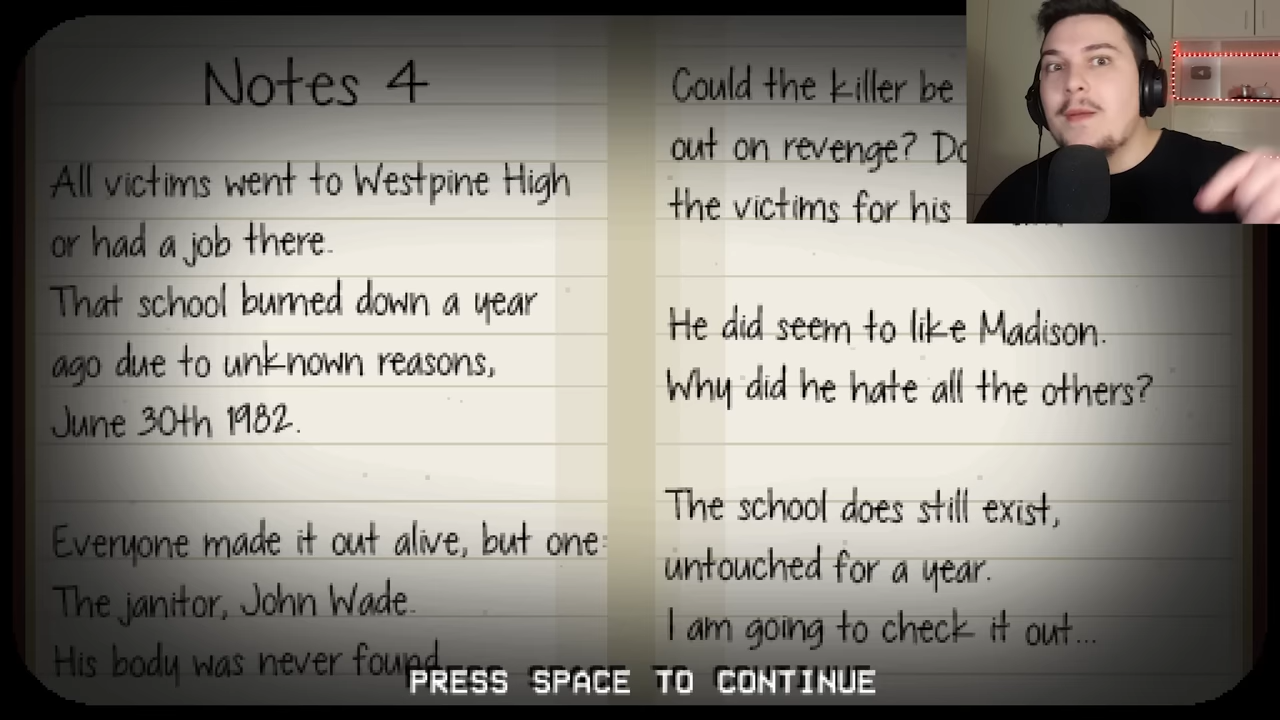 Notes 4
All victims went to Westpine High
or had a job there.
That school burned down a year
ago due to unknown reasons,
June 30th 1982.
Everyone made it out alive, but one:
The janitor, John Wade.
His body was never found
Could the killer be
out on revenge? Do
the victims for his
He did seem to like Madison.
Why did he hate all the others?
The school does still exist,
untouched for a year.
I am going to check it out...
PRESS SPACE TO CONTINUE